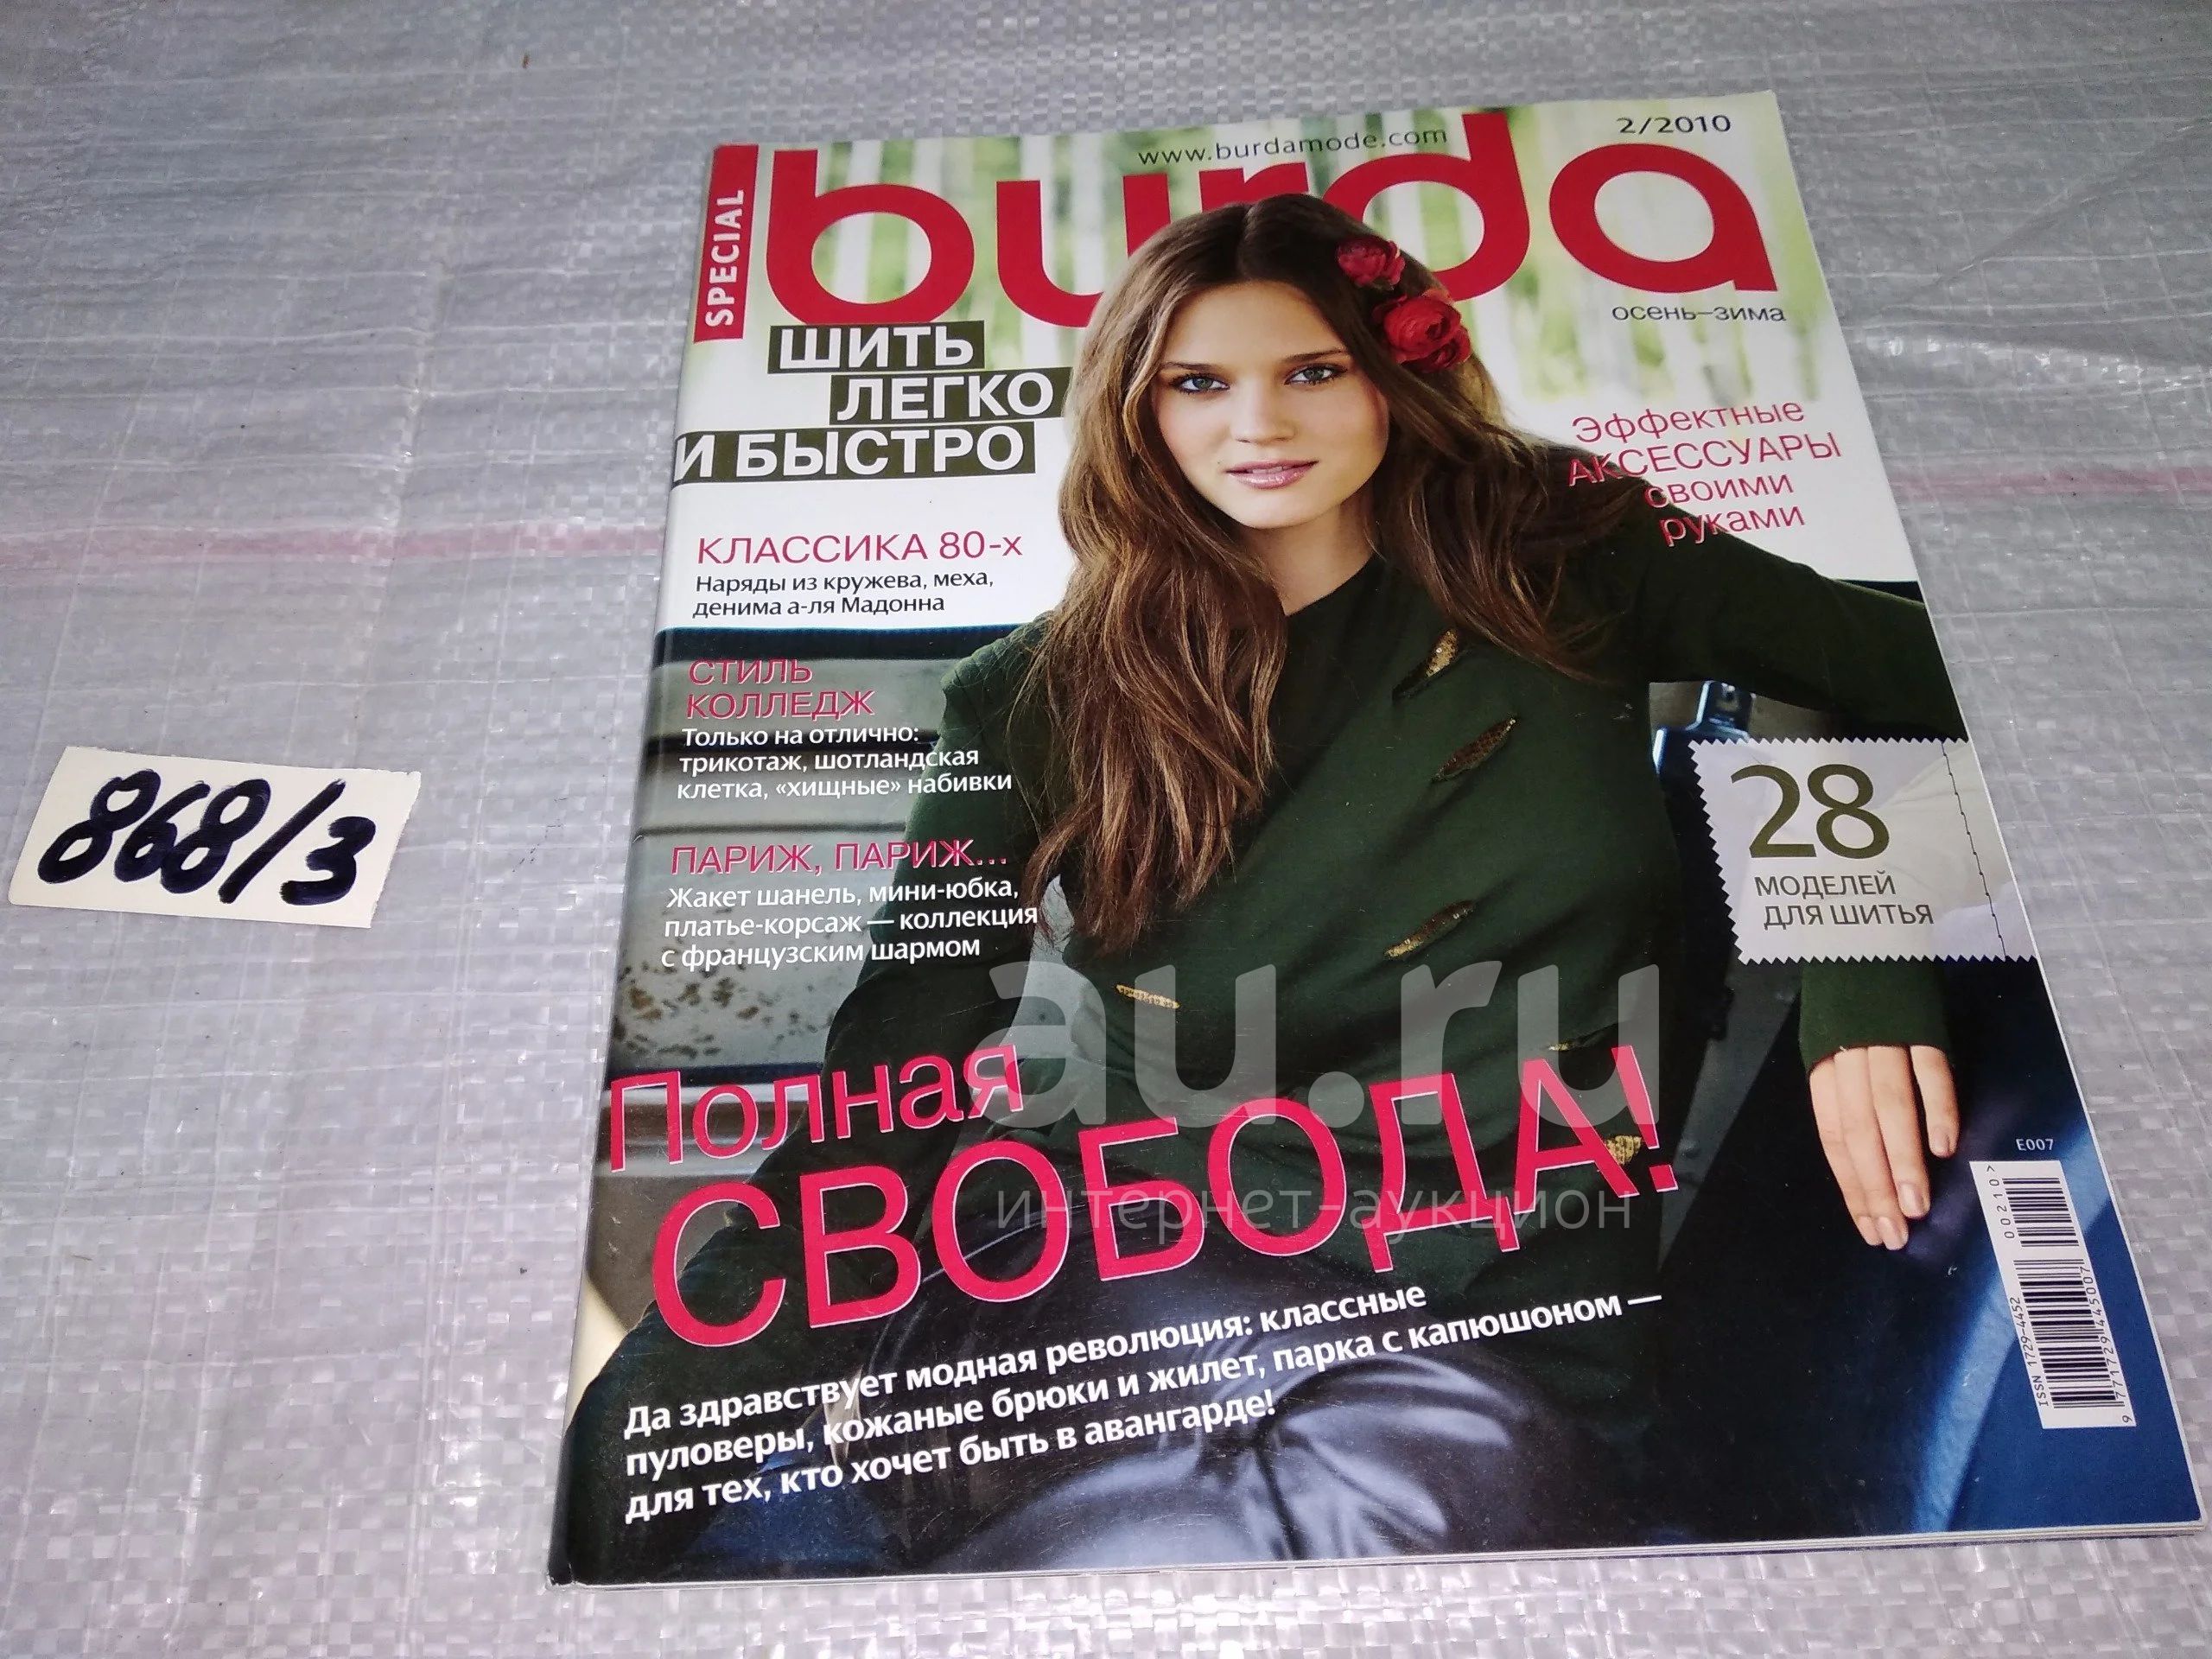 www.burdamode.com
2/2010
SPECIAL
burda
осень–зима
ШИТЬ
ЛЕГКО
И БЫСТРО
Эффектные
АКСЕССУАРЫ
своими
руками
КЛАССИКА 80-х
Наряды из кружева, меха,
денима а-ля Мадонна
СТИЛЬ
КОЛЛЕДЖ
Только на отлично:
трикотаж, шотландская
клетка, «хищные» набивки
28
МОДЕЛЕЙ
ДЛЯ ШИТЬЯ
868/3
ПАРИЖ, ПАРИЖ...
Жакет шанель, мини-юбка,
платье-корсаж — коллекция
с французским шармом
au.ru
интернет-аукцион
Полная
СВОБОДА!
Да здравствует модная революция: классные
пуловеры, кожаные брюки и жилет, парка с капюшоном —
для тех, кто хочет быть в авангарде!
E007
00210>
ISSN 1729-4452
9 771729 445007